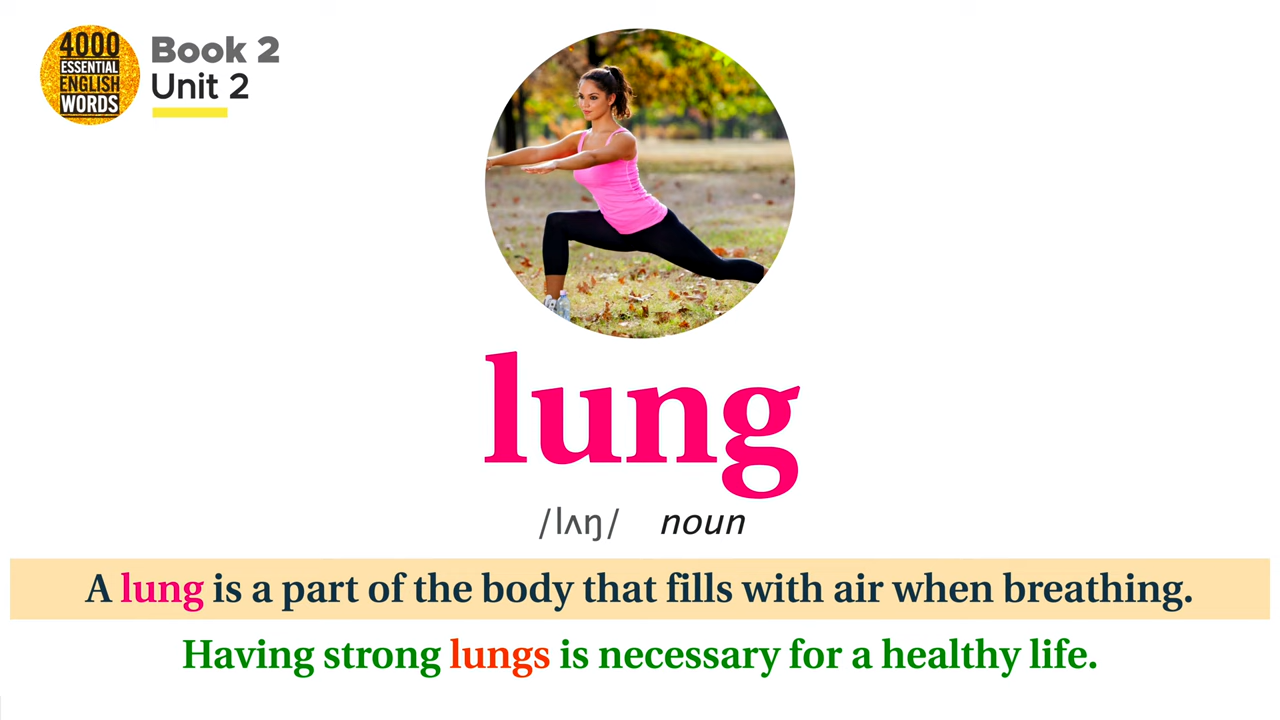 4000
ESSENTIAL
ENGLISH
WORDS
Book 2
Unit 2
lung
/lʌŋ/ noun
A lung is a part of the body that fills with air when breathing.
Having strong lungs is necessary for a healthy life.